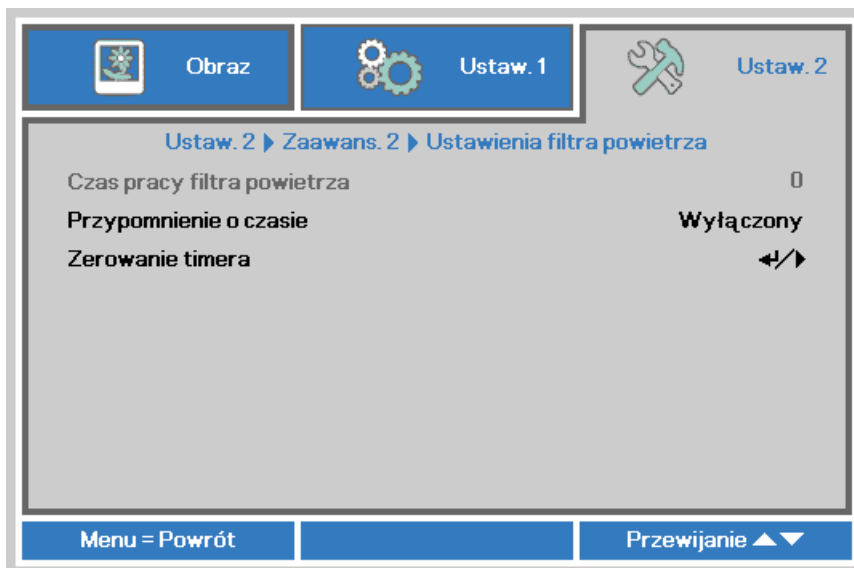 Obraz
Ustaw. 1
Ustaw. 2
Ustaw. 2 ▶ Zaawans. 2 ▶ Ustawienia filtra powietrza
Czas pracy filtra powietrza 0
Przypomnienie o czasie Wyłączony
Zerowanie timera ↵/▶
Menu = Powrót
Przewijanie ▲▼